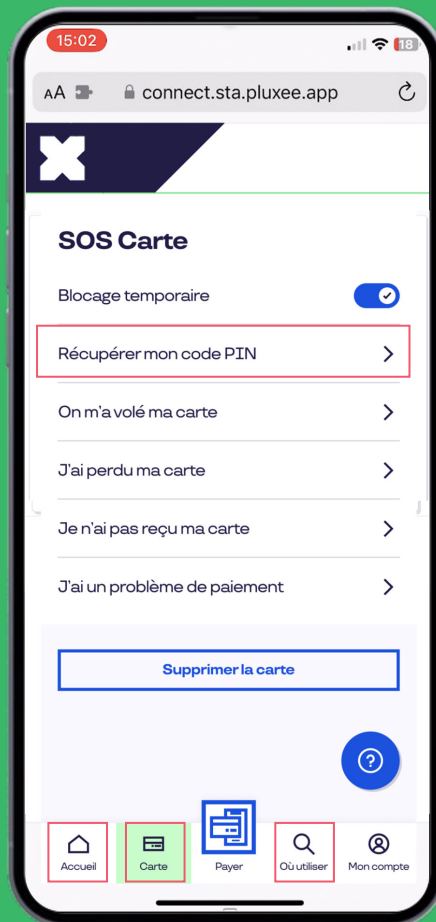 15:02
18
AA connect.sta.pluxee.app
SOS Carte
Blocage temporaire
Récupérer mon code PIN
On m'a volé ma carte
J'ai perdu ma carte
Je n'ai pas reçu ma carte
J'ai un problème de paiement
Supprimer la carte
?
Accueil Carte Payer Où utiliser Mon compte